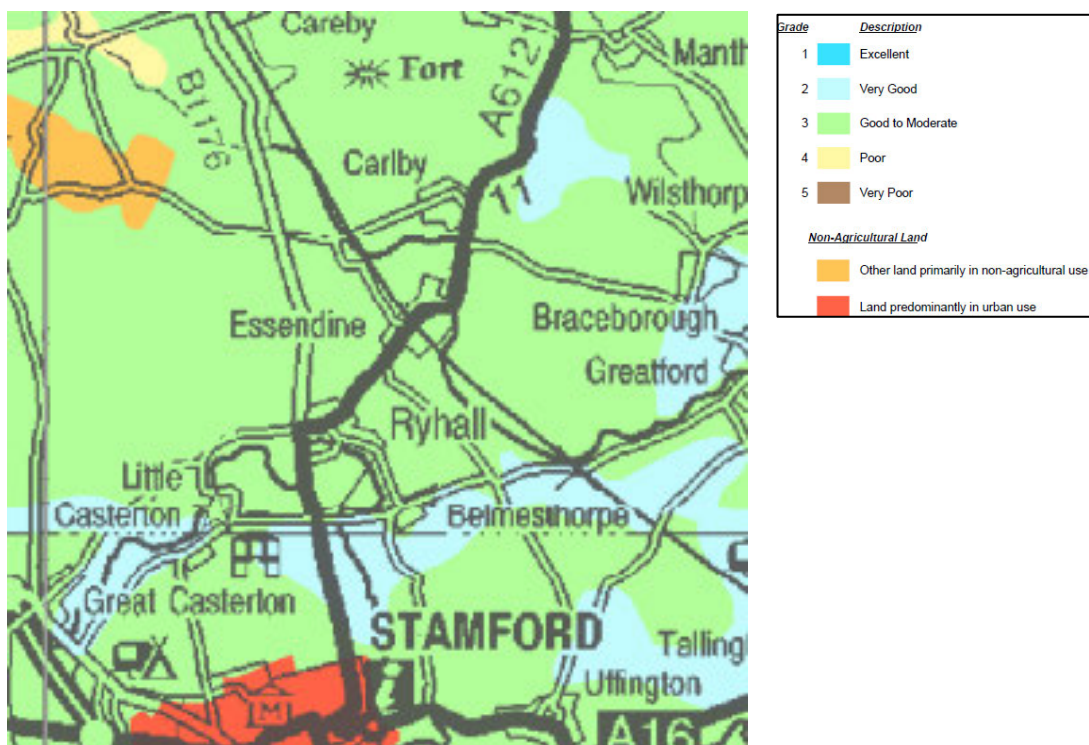 Careby
Manth
Fort
A6121
B1176
Carlby
11
Wilsthorp
Essendine
Braceborough
Greatford
Ryhall
Little
Casterton
Belmesthorpe
Great Casterton
STAMFORD
Talling
Uffington
M
A16
Grade Description
1 Excellent
2 Very Good
3 Good to Moderate
4 Poor
5 Very Poor
Non-Agricultural Land
Other land primarily in non-agricultural use
Land predominantly in urban use